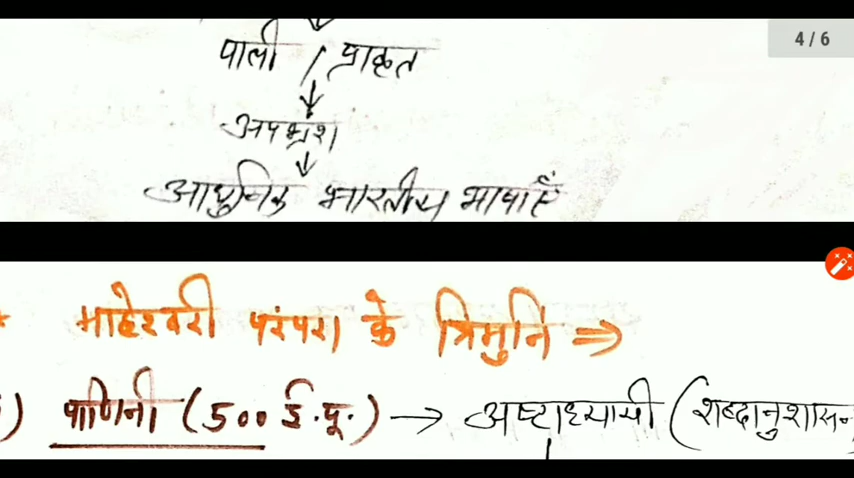 4 / 6
पाली / प्राकृत
↓
अपभ्रंश
↓
आधुनिक भारतीय भाषाएँ
माहेश्वरी परंपरा के त्रिमुनि ⇒
) पाणिनी (500 ई.पू.) → अष्टाध्यायी (शब्दानुशासन